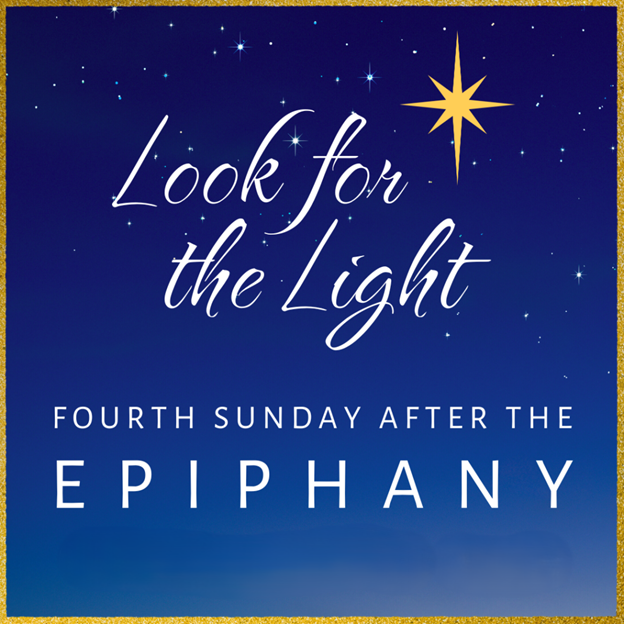 Look for
the Light
FOURTH SUNDAY AFTER THE
EPIPHANY